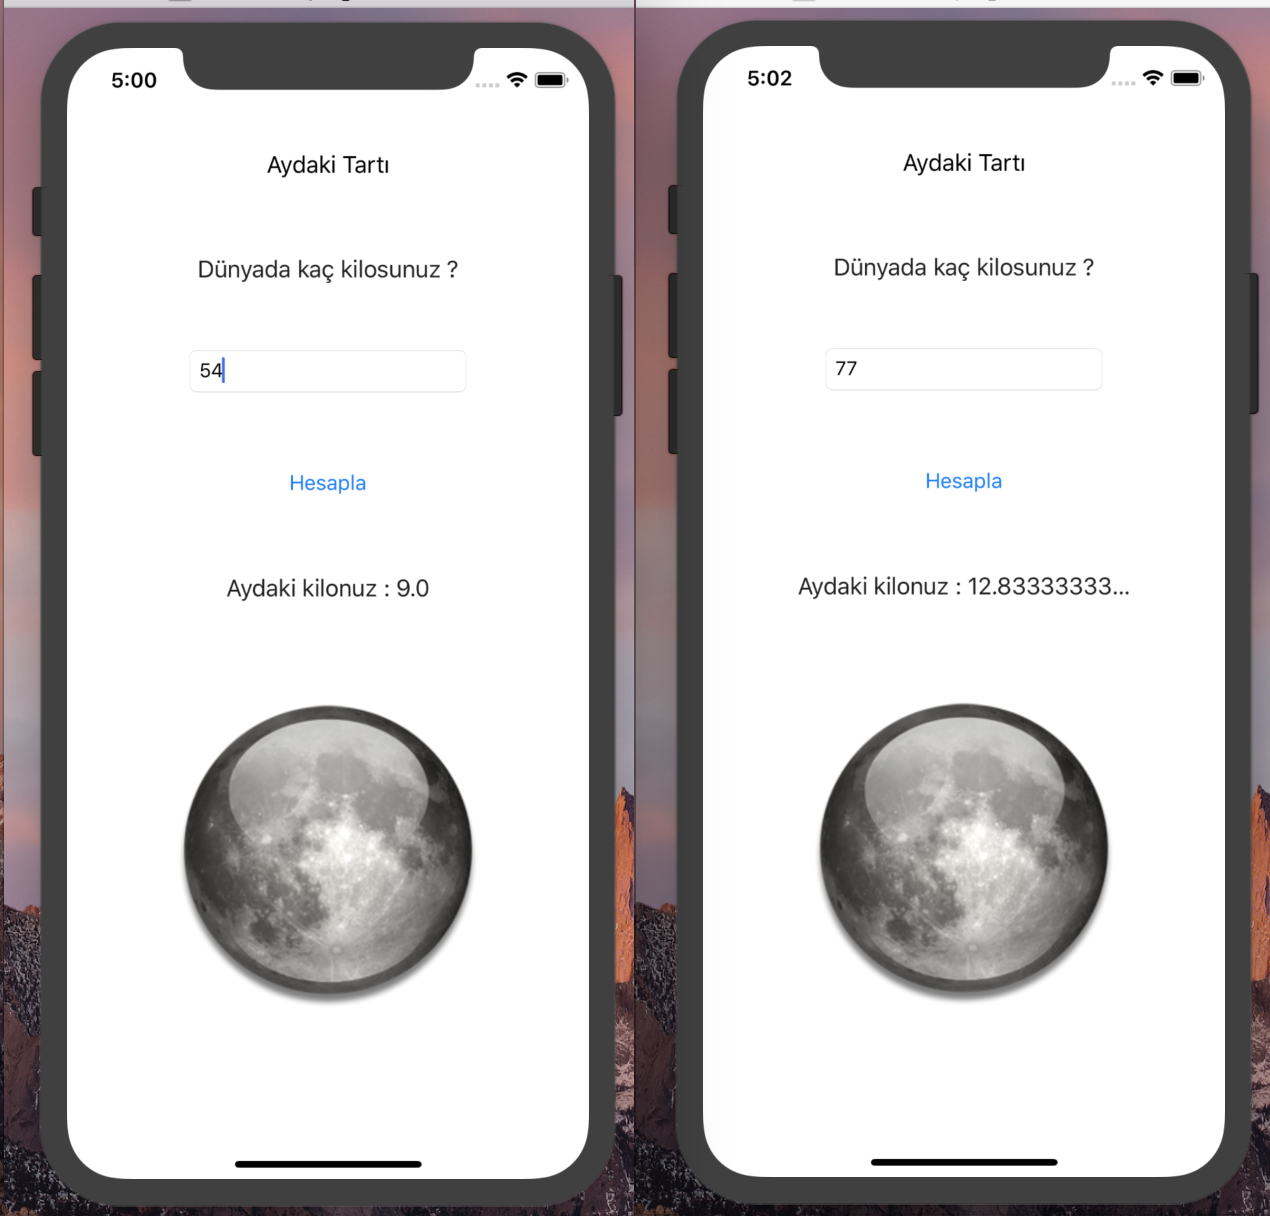 5:00
Aydaki Tartı
Dünyada kaç kilosunuz ?
54
Hesapla
Aydaki kilonuz : 9.0
5:02
Aydaki Tartı
Dünyada kaç kilosunuz ?
77
Hesapla
Aydaki kilonuz : 12.83333333...